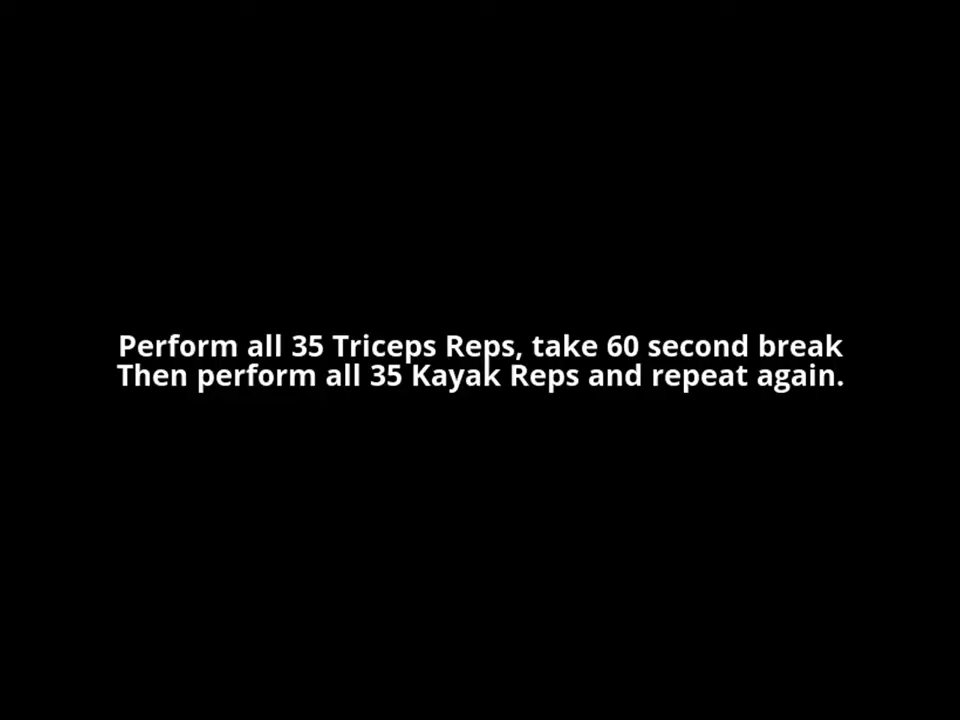 Perform all 35 Triceps Reps, take 60 second break
Then perform all 35 Kayak Reps and repeat again.